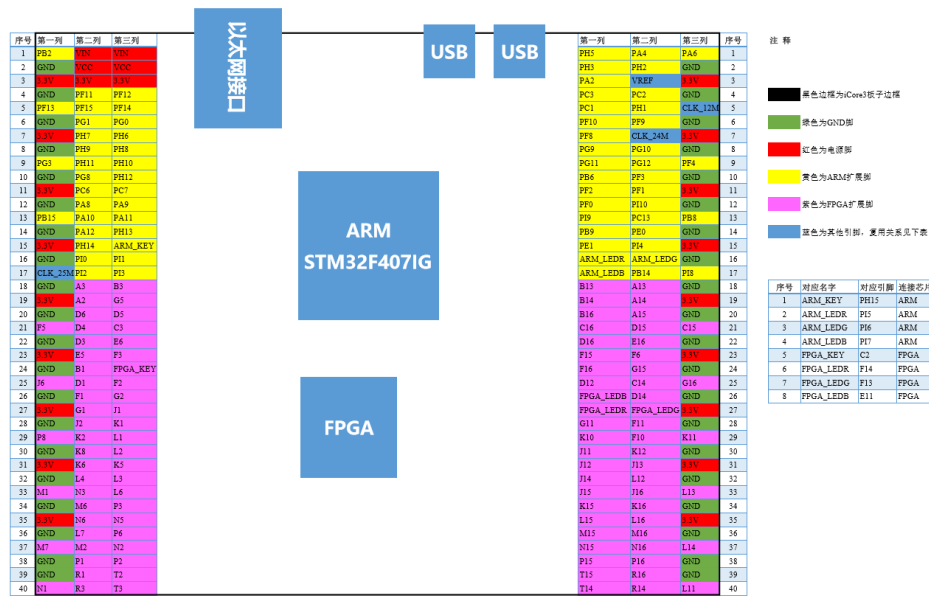 以太网接口
USB USB
ARM
STM32F407IG
FPGA
序号 第一列 第二列 第三列
1 PB2 VIN VIN
2 GND VCC VCC
3 3.3V 3.3V 3.3V
4 GND PF11 PF12
5 PF13 PF15 PF14
6 GND PG1 PG0
7 3.3V PH7 PH6
8 GND PH9 PH8
9 PG3 PH11 PH10
10 GND PG8 PH12
11 3.3V PC6 PC7
12 GND PA8 PA9
13 PB15 PA10 PA11
14 GND PA12 PH13
15 3.3V PH14 ARM_KEY
16 GND PI0 PI1
17 CLK_25M PI2 PI3
18 GND A3 B3
19 3.3V A2 G5
20 GND D6 D5
21 F5 D4 C3
22 GND D3 E6
23 3.3V E5 F3
24 GND B1 FPGA_KEY
25 J6 D1 F2
26 GND F1 G2
27 3.3V G1 J1
28 GND J2 K1
29 P8 K2 L1
30 GND K8 L2
31 3.3V K6 K5
32 GND L4 L3
33 M1 N3 L6
34 GND M6 P3
35 3.3V N6 N5
36 GND L7 P6
37 M7 M2 N2
38 GND P1 P2
39 GND R1 T2
40 N1 R3 T3
第一列 第二列 第三列 序号
PH5 PA4 PA6 1
PH3 PH2 GND 2
PA2 VREF 3.3V 3
PC3 PC2 GND 4
PC1 PH1 CLK_12M 5
PF10 PF9 GND 6
PF8 CLK_24M 3.3V 7
PG9 PG10 GND 8
PG11 PG12 PF4 9
PB6 PF3 GND 10
PF2 PF1 3.3V 11
PF0 PI10 GND 12
PI9 PC13 PB8 13
PB9 PE0 GND 14
PE1 PI4 3.3V 15
ARM_LEDR ARM_LEDG GND 16
ARM_LEDB PB14 PI8 17
B13 A13 GND 18
B14 A14 3.3V 19
B16 A15 GND 20
C16 D15 C15 21
D16 E16 GND 22
F15 F6 3.3V 23
F16 G15 GND 24
D12 C14 G16 25
FPGA_LEDB D14 GND 26
FPGA_LEDR FPGA_LEDG 3.3V 27
G11 F11 GND 28
K10 F10 K11 29
J11 K12 GND 30
J12 J13 3.3V 31
J14 L12 GND 32
J15 J16 L13 33
K15 K16 GND 34
L15 L16 3.3V 35
M15 M16 GND 36
N15 N16 L14 37
P15 P16 GND 38
T15 R16 GND 39
T14 R14 L11 40
注 释
黑色边框为iCore3板子边框
绿色为GND脚
红色为电源脚
黄色为ARM扩展脚
紫色为FPGA扩展脚
蓝色为其他引脚，复用关系见下表
序号 对应名字 对应引脚 连接芯片
1 ARM_KEY PH15 ARM
2 ARM_LEDR PI5 ARM
3 ARM_LEDG PI6 ARM
4 ARM_LEDB PI7 ARM
5 FPGA_KEY C2 FPGA
6 FPGA_LEDR F14 FPGA
7 FPGA_LEDG F13 FPGA
8 FPGA_LEDB E11 FPGA